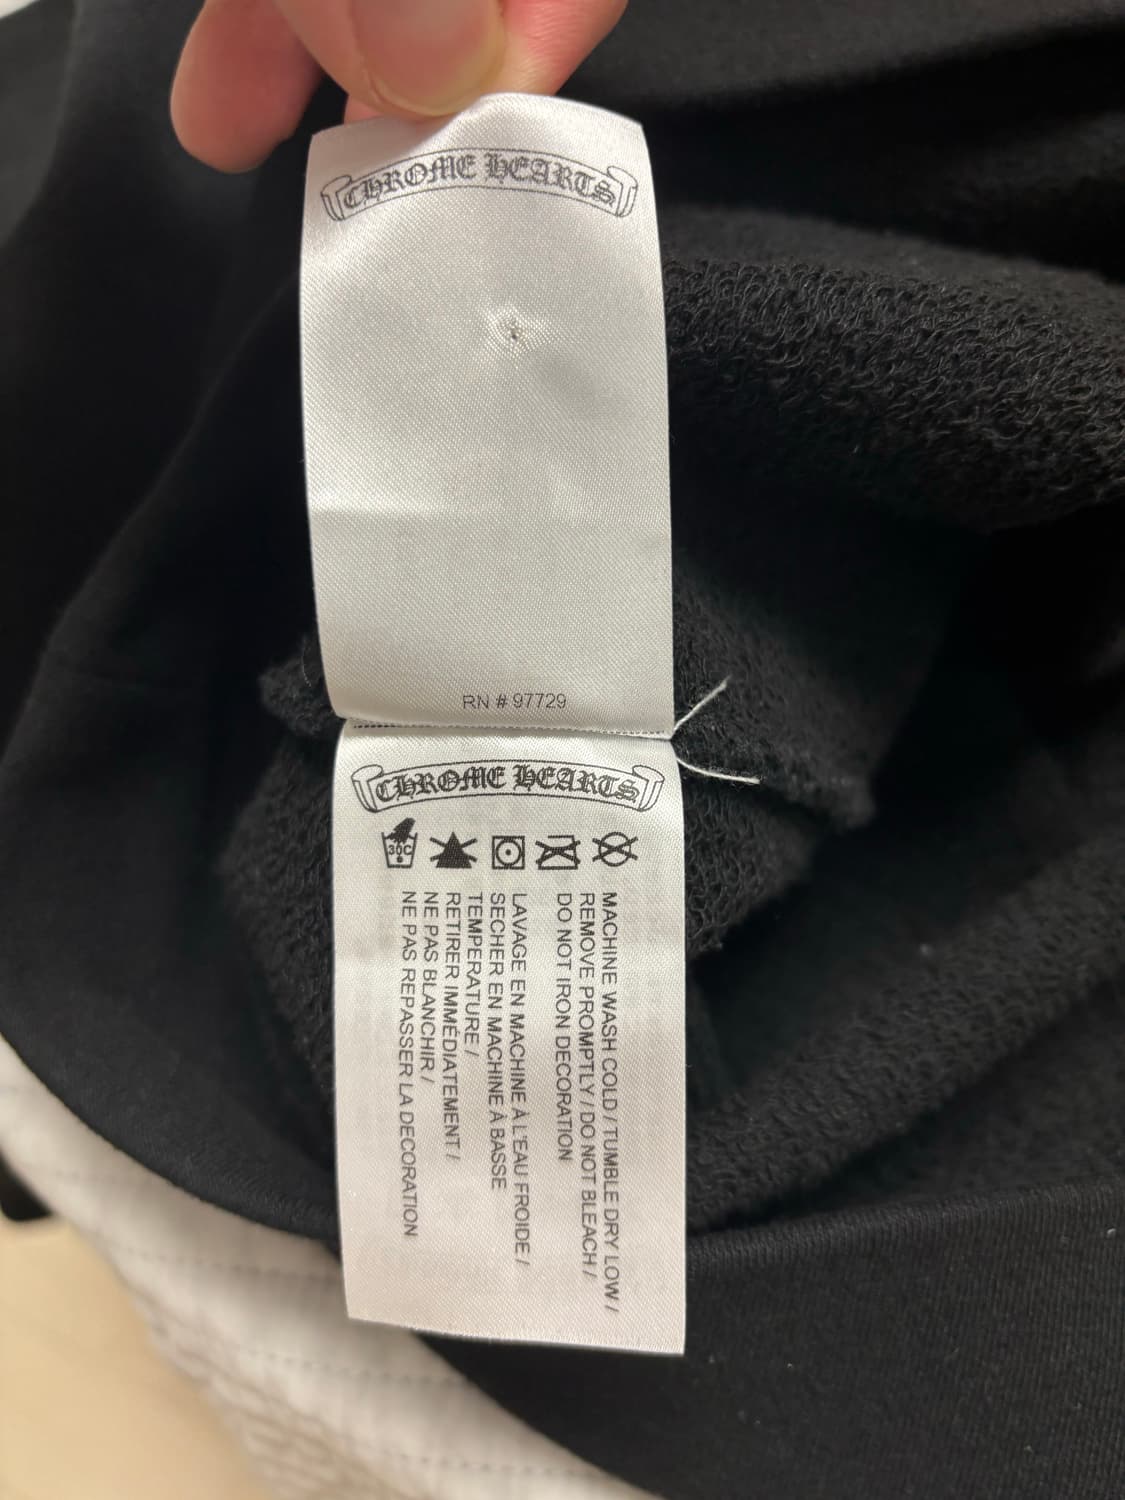 CHROME HEARTS
RN # 97729
CHROME HEARTS
30C
MACHINE WASH COLD / TUMBLE DRY LOW /
REMOVE PROMPTLY / DO NOT BLEACH /
DO NOT IRON DECORATION
LAVAGE EN MACHINE À L'EAU FROIDE /
SECHER EN MACHINE À BASSE
TEMPERATURE /
RETIRER IMMÉDIATEMENT /
NE PAS BLANCHIR /
NE PAS REPASSER LA DECORATION